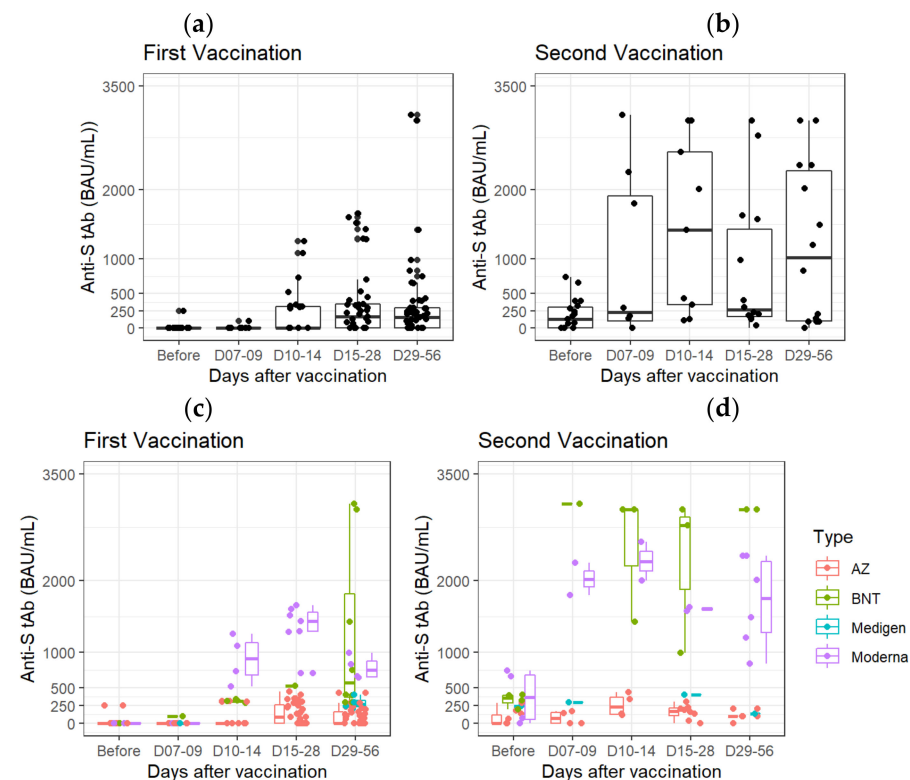 (a)
First Vaccination
Anti-S tAb (BAU/mL))
3500
2000
1000
500
250
0
Before D07-09 D10-14 D15-28 D29-56
Days after vaccination
(b)
Second Vaccination
Anti-S tAb (BAU/mL)
3500
2000
1000
500
250
0
Before D07-09 D10-14 D15-28 D29-56
Days after vaccination
(c)
First Vaccination
Anti-S tAb (BAU/mL)
3500
2000
1000
500
250
0
Before D07-09 D10-14 D15-28 D29-56
Days after vaccination
(d)
Second Vaccination
Anti-S tAb (BAU/mL)
3500
2000
1000
500
250
0
Before D07-09 D10-14 D15-28 D29-56
Days after vaccination
Type
AZ
BNT
Medigen
Moderna